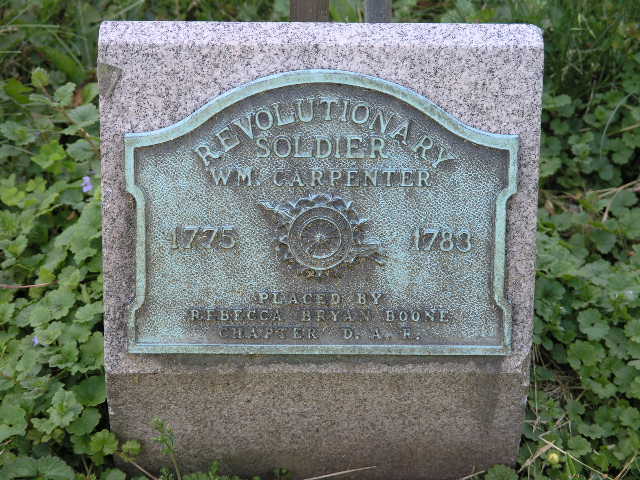 REVOLUTIONARY
SOLDIER
WM. CARPENTER
1775 1783
PLACED BY
REBECCA BRYAN BOONE
CHAPTER D. A. R.